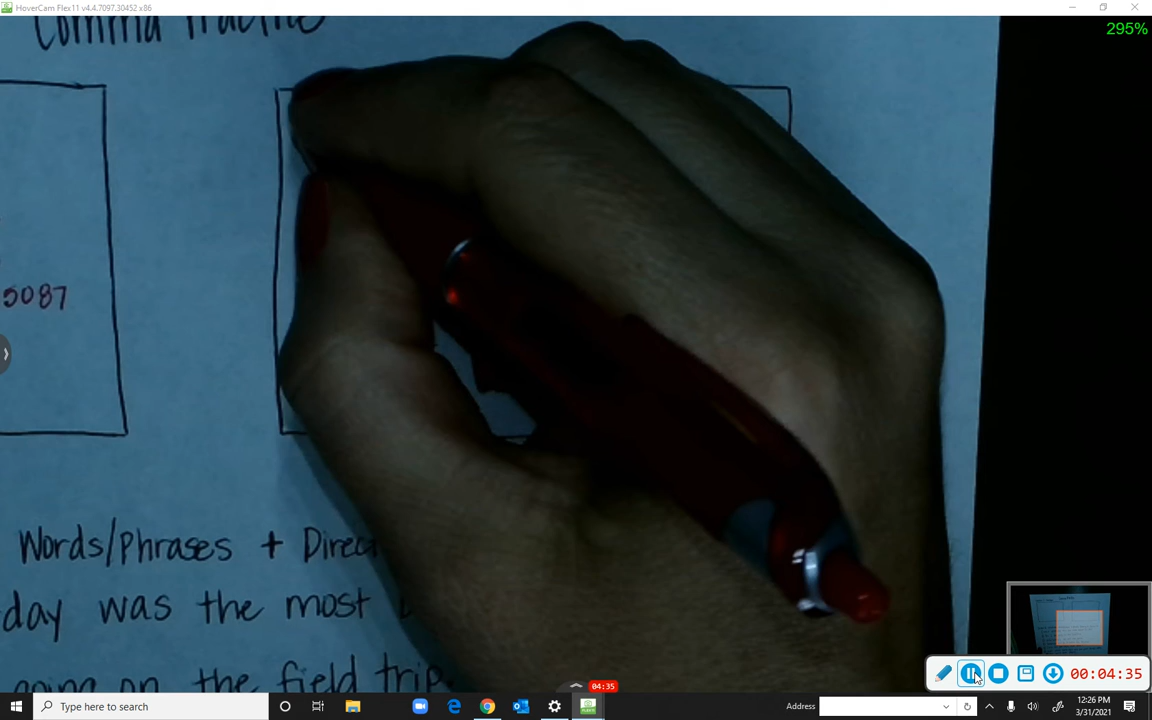 HoverCam Flex11 v4.4.7097.30452 x86
295%
Comma Practice
5087
Words/Phrases + Direc
day was the most
going on the field trip.
00:04:35
04:35
Type here to search
Address
12:26 PM
3/31/2021